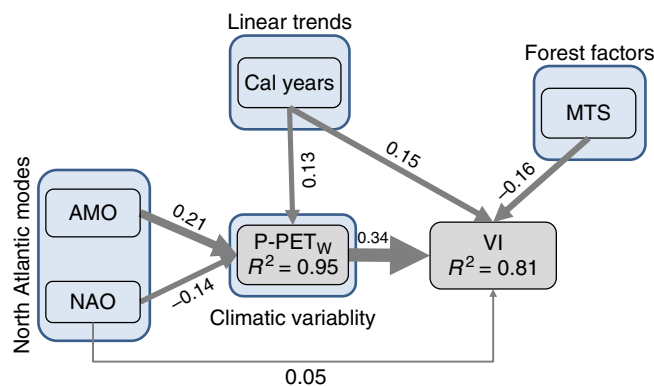 Linear trends
Cal years
Forest factors
MTS
0.13
0.15
–0.16
North Atlantic modes
AMO
NAO
0.21
–0.14
P-PETW
R2 = 0.95
Climatic variablity
0.34
VI
R2 = 0.81
0.05